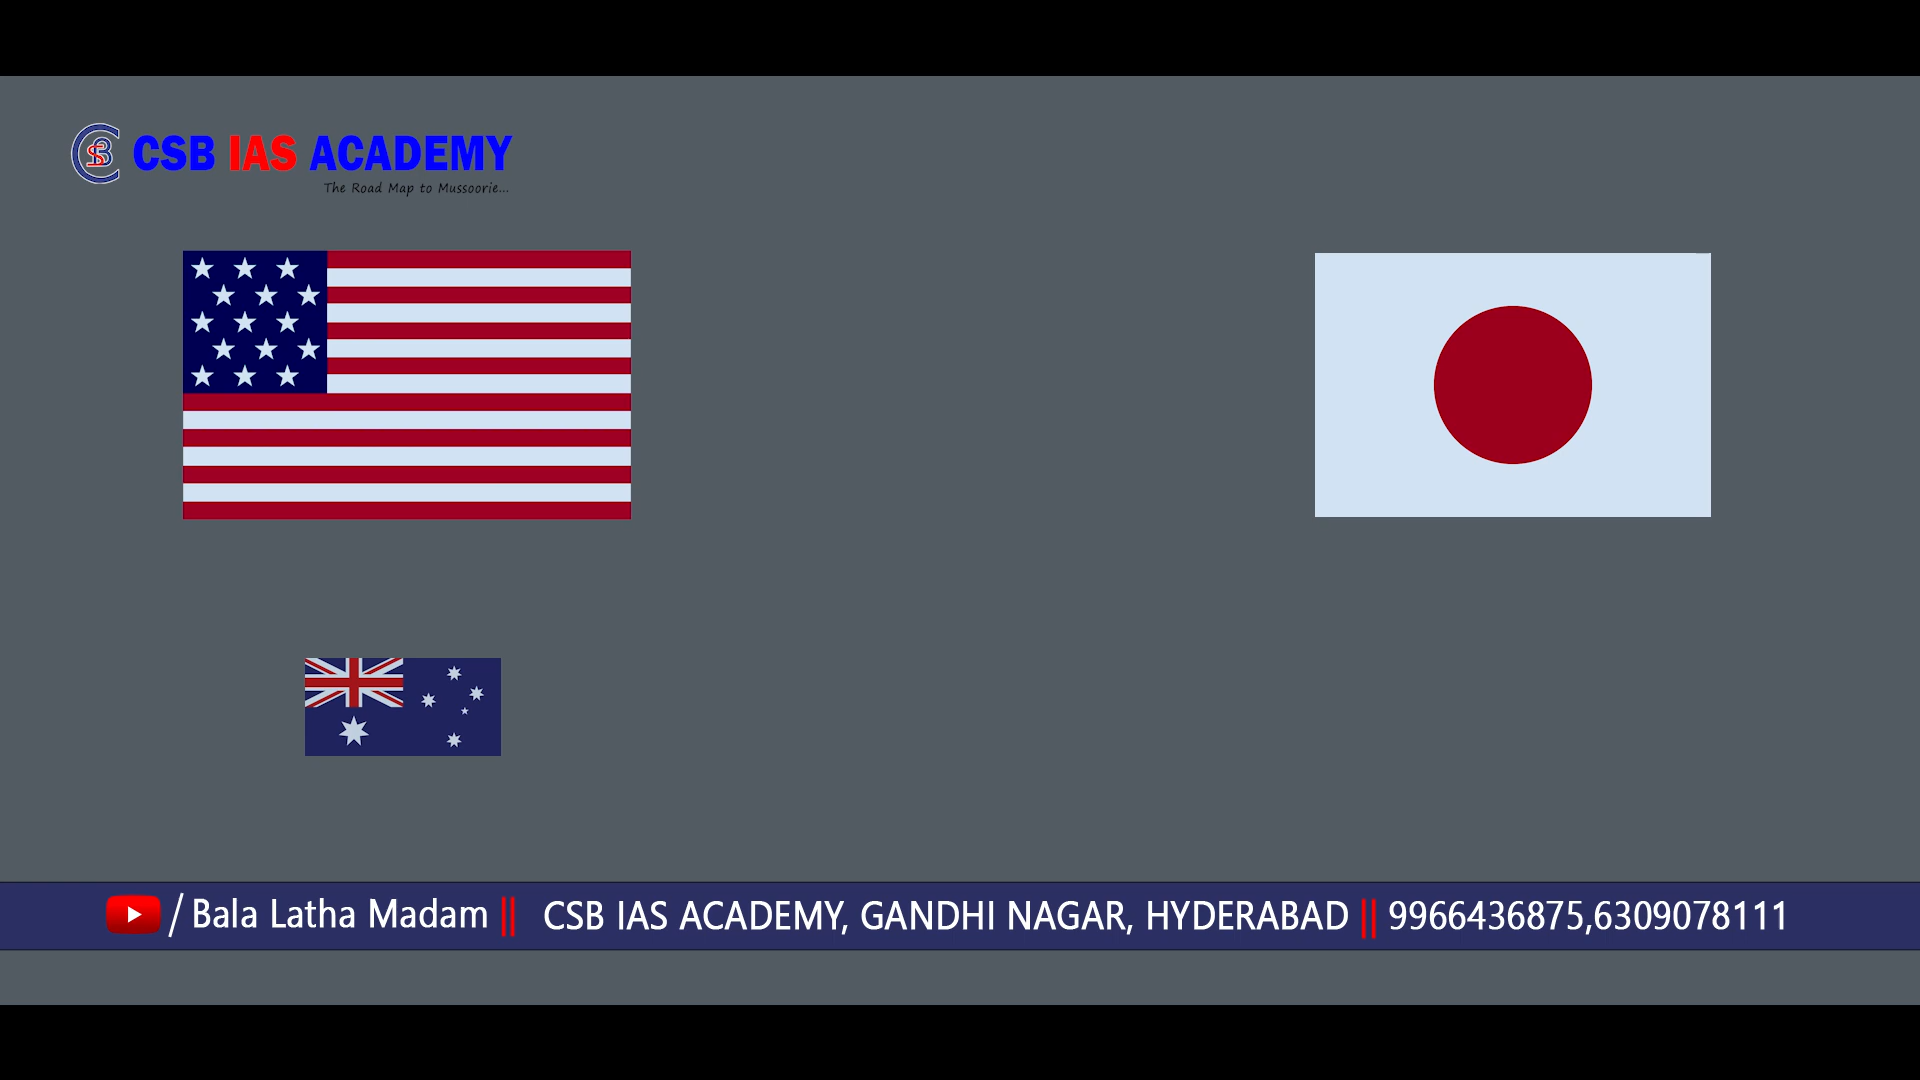 CSB IAS ACADEMY
The Road Map to Mussoorie...
/Bala Latha Madam || CSB IAS ACADEMY, GANDHI NAGAR, HYDERABAD || 9966436875,6309078111